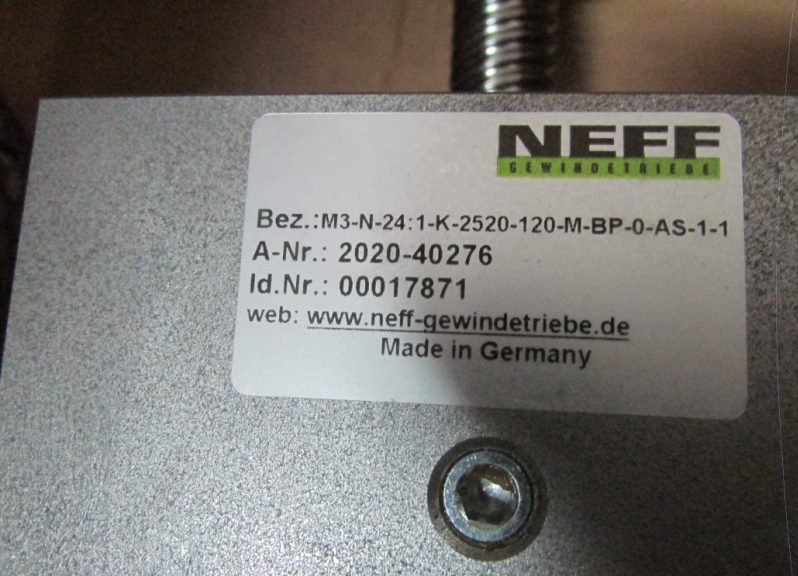 NEFF
GEWINDETRIEBE
Bez.:M3-N-24:1-K-2520-120-M-BP-0-AS-1-1
A-Nr.: 2020-40276
Id.Nr.: 00017871
web: www.neff-gewindetriebe.de
Made in Germany